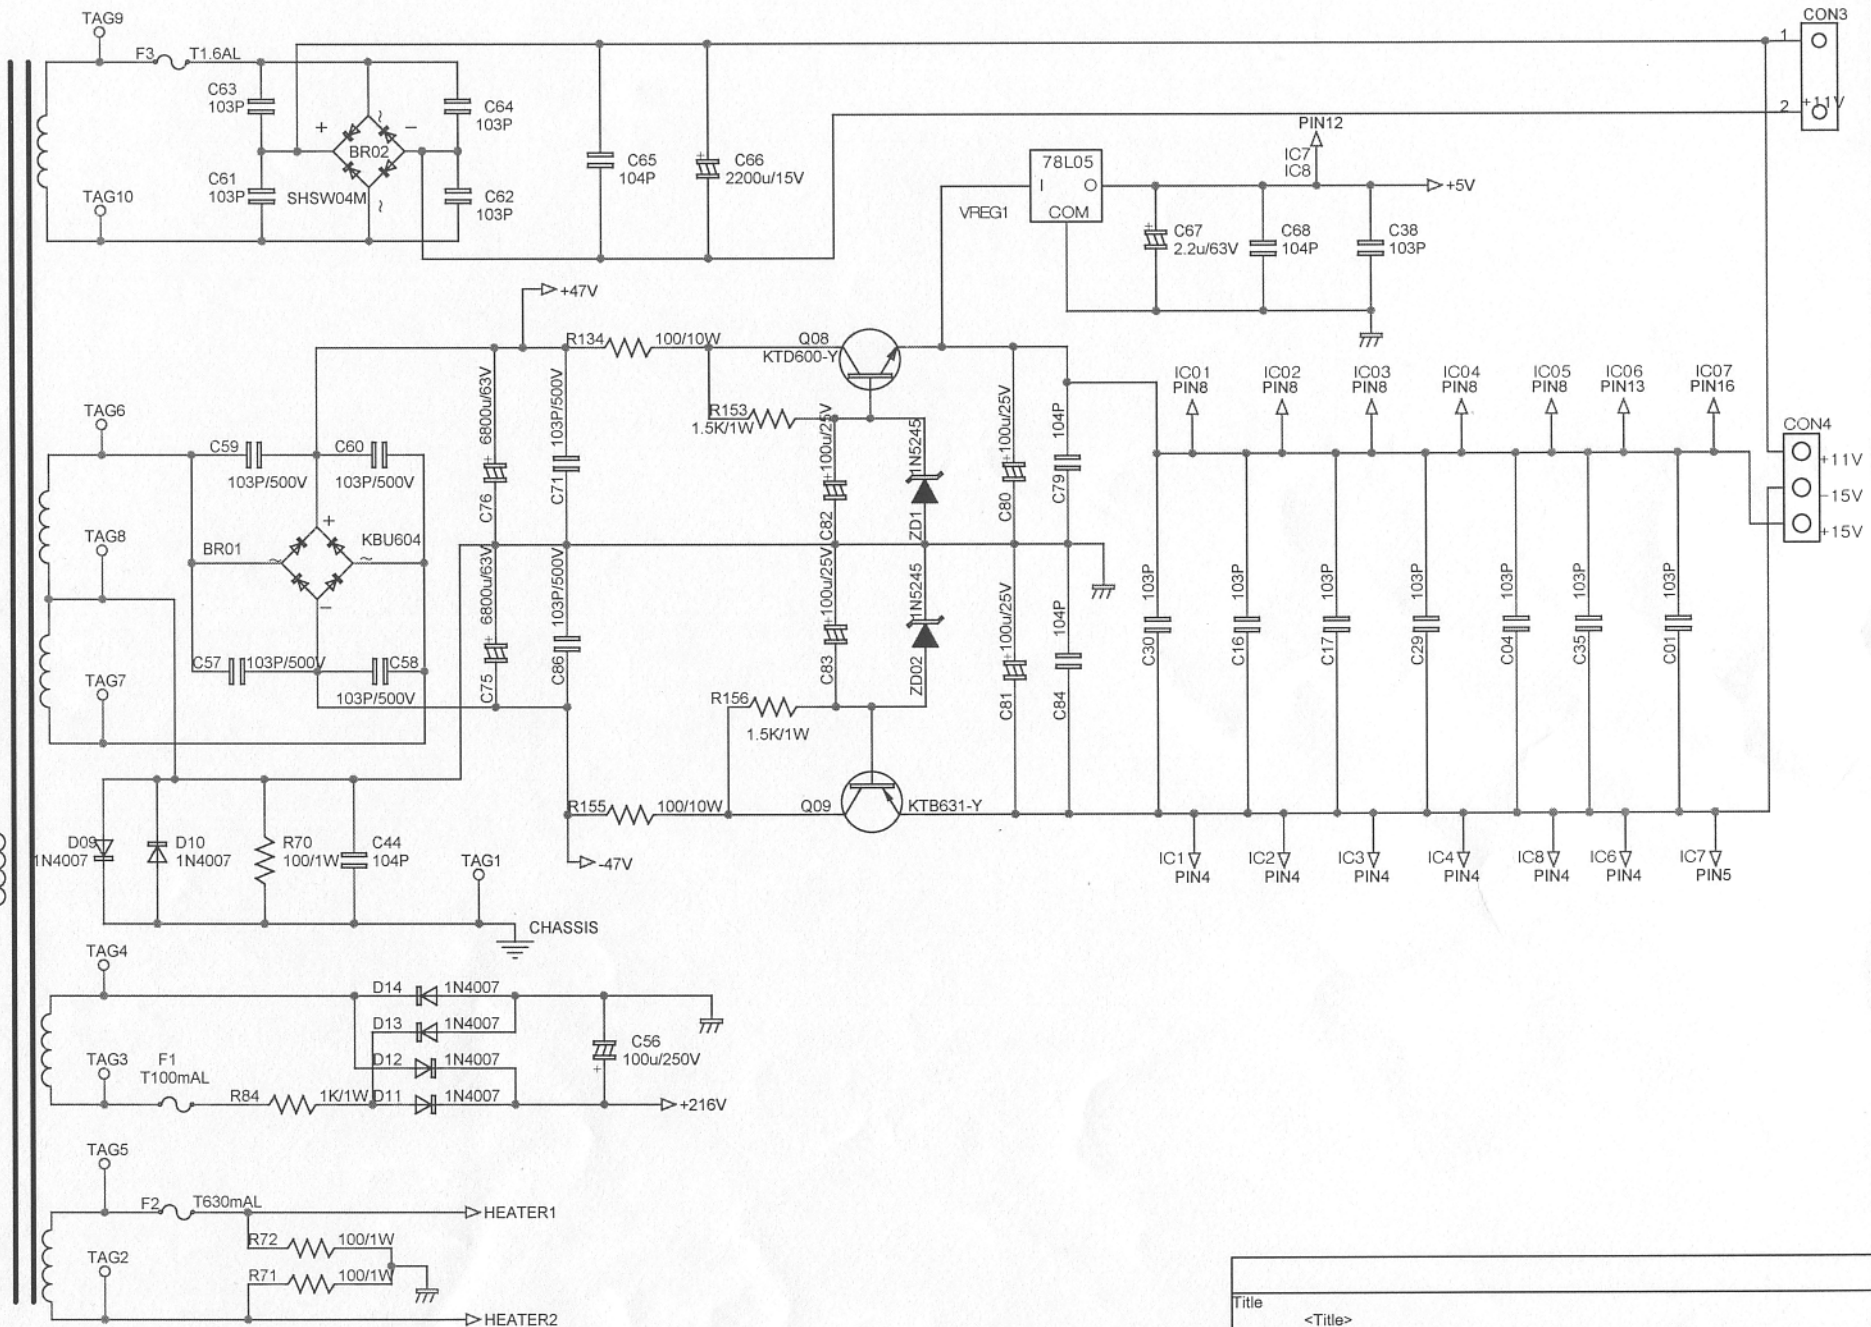 TAG9
CON3
F3
T1.6AL
1
C63
103P
C64
103P
+
~
−
BR02
2
+11V
C65
104P
C66
2200u/15V
+
C61
103P
SHSW04M
~
C62
103P
TAG10
PIN12
IC7
IC8
78L05
I
O
COM
VREG1
+5V
+
C67
2.2u/63V
C68
104P
C38
103P
+47V
R134
100/10W
Q08
KTD600-Y
IC01
PIN8
IC02
PIN8
IC03
PIN8
IC04
PIN8
IC05
PIN8
IC06
PIN13
IC07
PIN16
TAG6
C59
103P/500V
C60
103P/500V
C76
+
6800u/63V
C71
103P/500V
R153
1.5K/1W
C82
+100u/25V
ZD1
1N5245
C80
+100u/25V
C79
104P
CON4
+11V
-15V
+15V
TAG8
BR01
~
+
~
KBU604
−
C75
+
6800u/63V
C86
103P/500V
C83
+100u/25V
ZD02
1N5245
C81
+100u/25V
C84
104P
C30
103P
C16
103P
C17
103P
C29
103P
C04
103P
C35
103P
C01
103P
C57
103P/500V
C58
103P/500V
TAG7
R156
1.5K/1W
R155
100/10W
Q09
KTB631-Y
-47V
IC1
PIN4
IC2
PIN4
IC3
PIN4
IC4
PIN4
IC8
PIN4
IC6
PIN4
IC7
PIN5
D09
1N4007
D10
1N4007
R70
100/1W
C44
104P
TAG1
CHASSIS
TAG4
D14
1N4007
D13
1N4007
D12
1N4007
D11
1N4007
C56
100u/250V
+
TAG3
F1
T100mAL
R84
1K/1W
+216V
TAG5
F2
T630mAL
HEATER1
R72
100/1W
R71
100/1W
TAG2
HEATER2
Title
<Title>